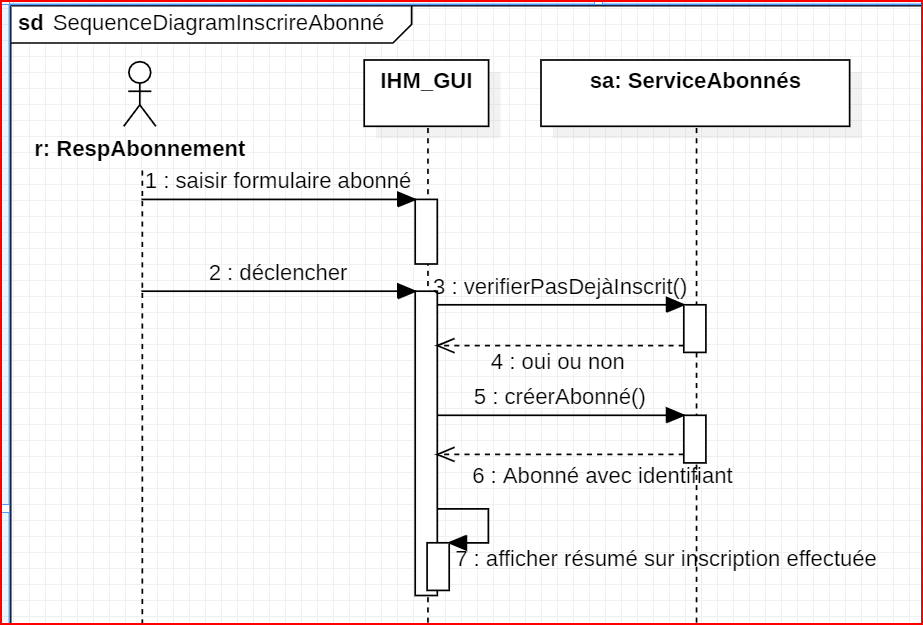 sd SequenceDiagramInscrireAbonné
IHM_GUI
sa: ServiceAbonnés
r: RespAbonnement
1 : saisir formulaire abonné
2 : déclencher
3 : verifierPasDejàInscrit()
4 : oui ou non
5 : créerAbonné()
6 : Abonné avec identifiant
7 : afficher résumé sur inscription effectuée